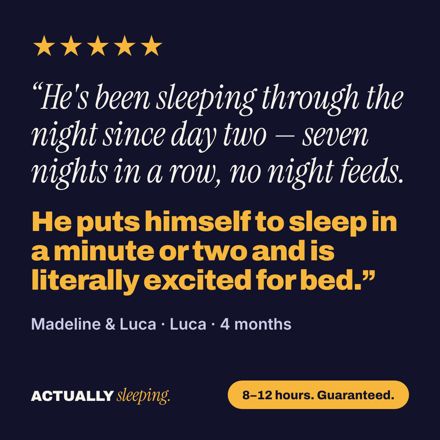 ★★★★★
“He's been sleeping through the
night since day two — seven
nights in a row, no night feeds.
He puts himself to sleep in
a minute or two and is
literally excited for bed.”
Madeline & Luca · Luca · 4 months
ACTUALLY sleeping.
8–12 hours. Guaranteed.